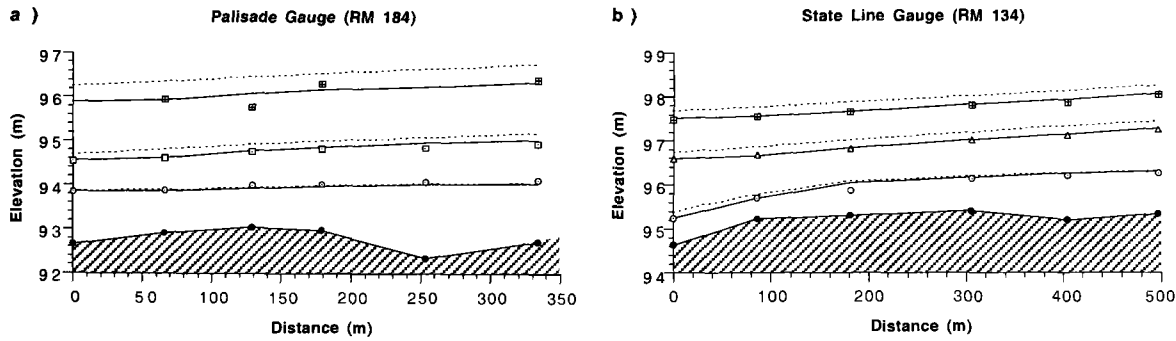 a )
Palisade Gauge (RM 184)
Elevation (m)
97
96
95
94
93
92
0 50 100 150 200 250 300 350
Distance (m)
b )
State Line Gauge (RM 134)
Elevation (m)
99
98
97
96
95
94
0 100 200 300 400 500
Distance (m)